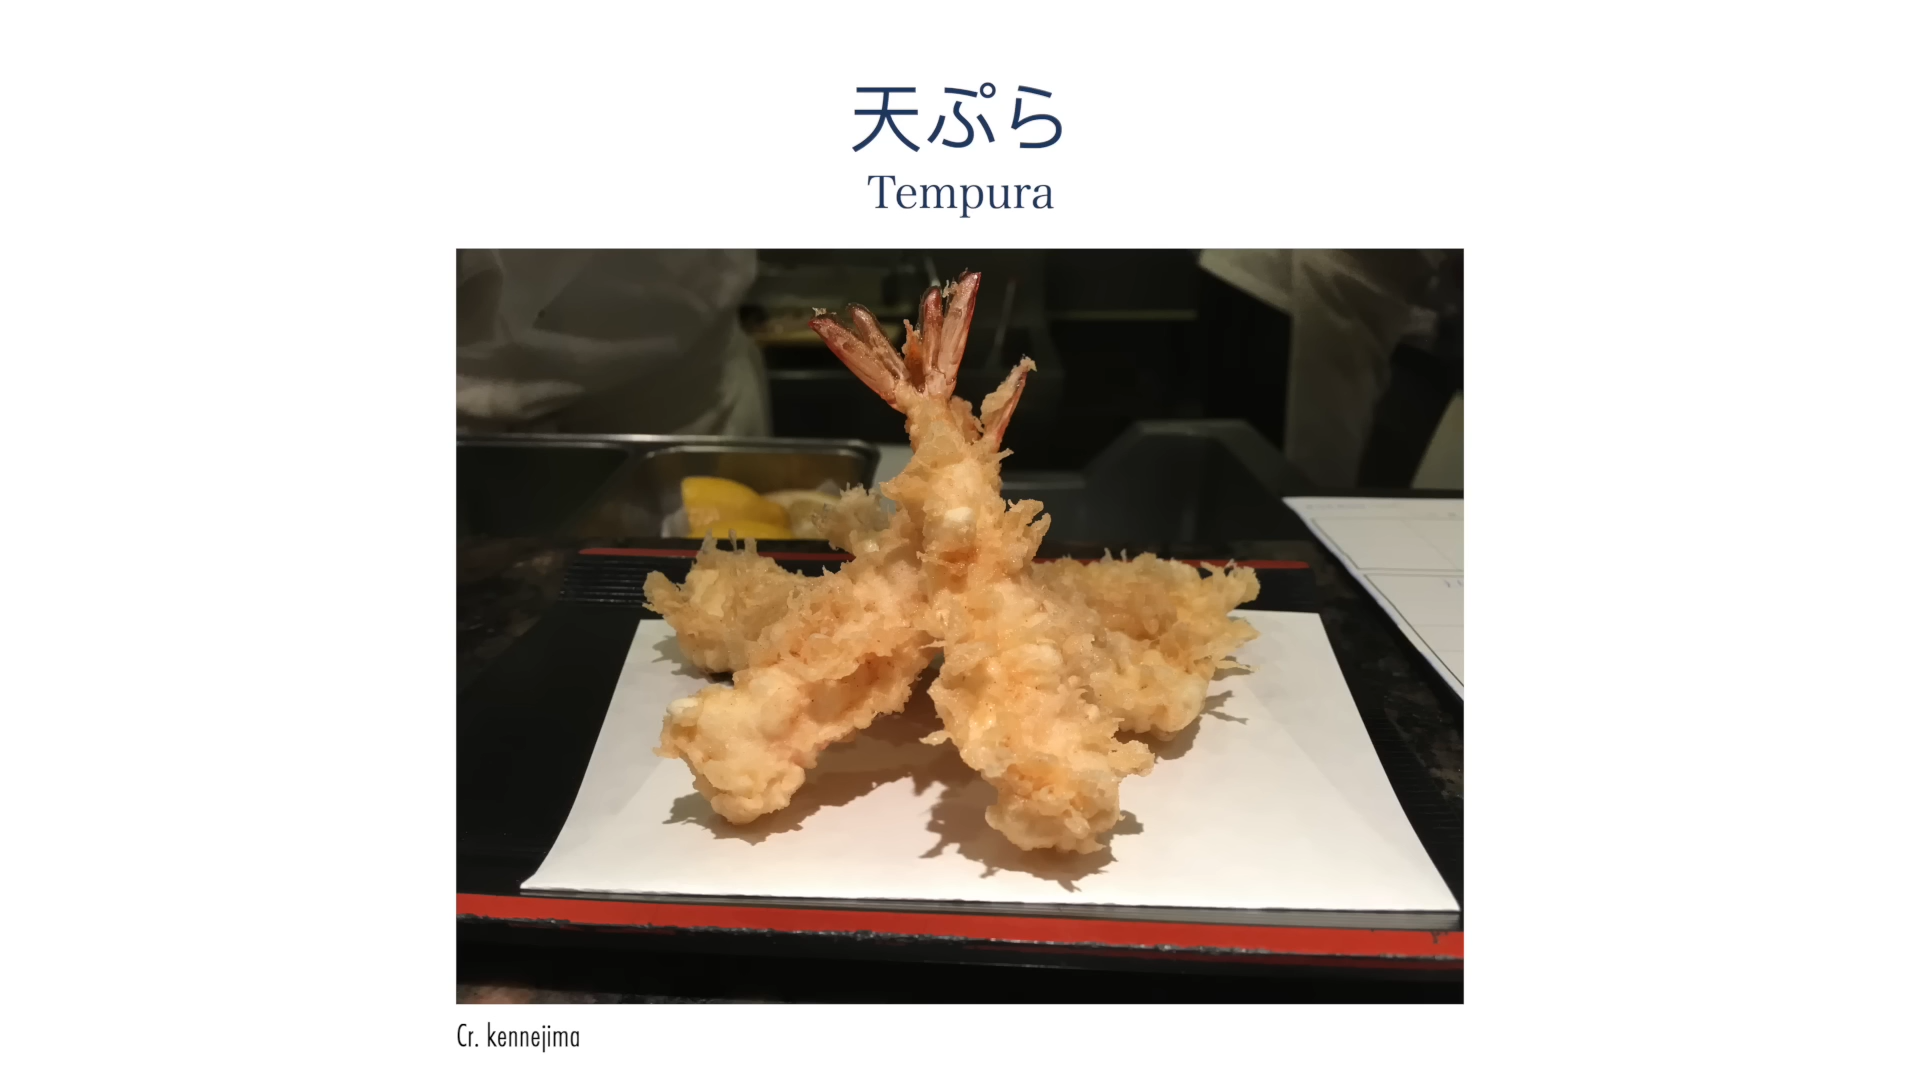 天ぷら
Tempura
Cr. kennejima